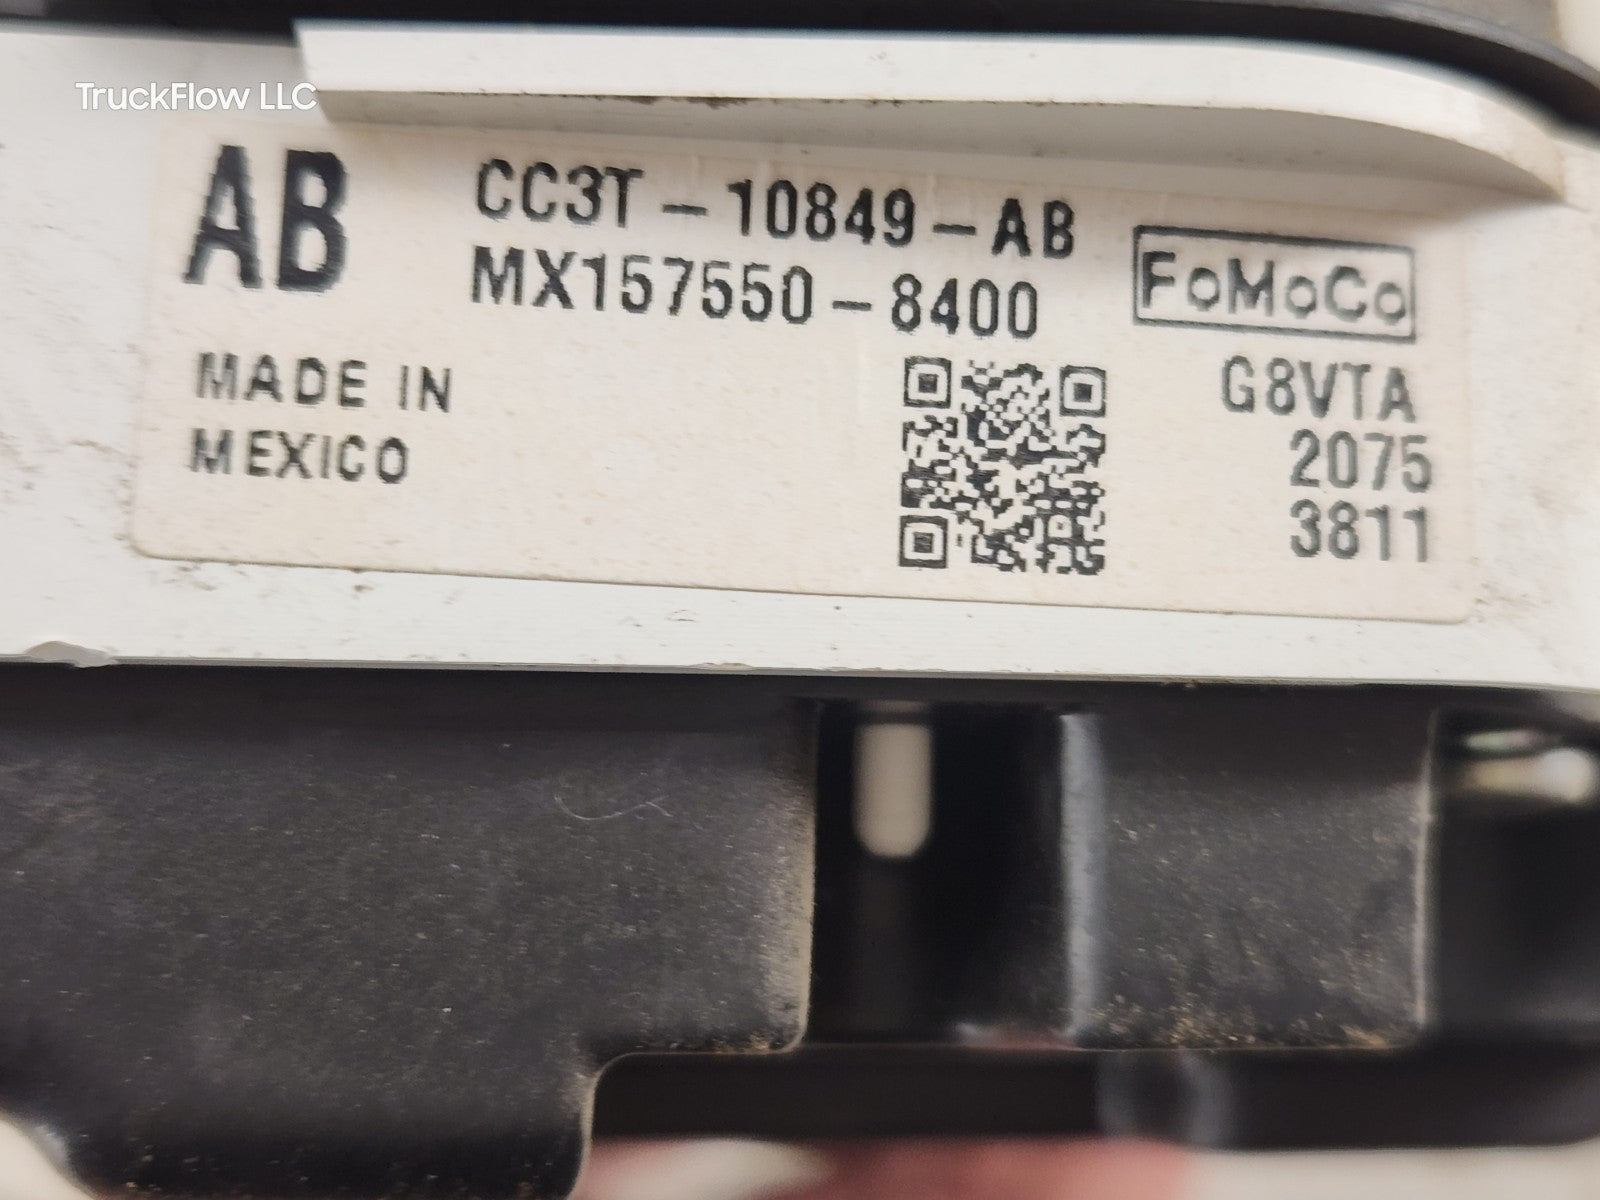 TruckFlow LLC
AB
CC3T-10849-AB
MX157550-8400
FoMoCo
MADE IN
MEXICO
G8VTA
2075
3811